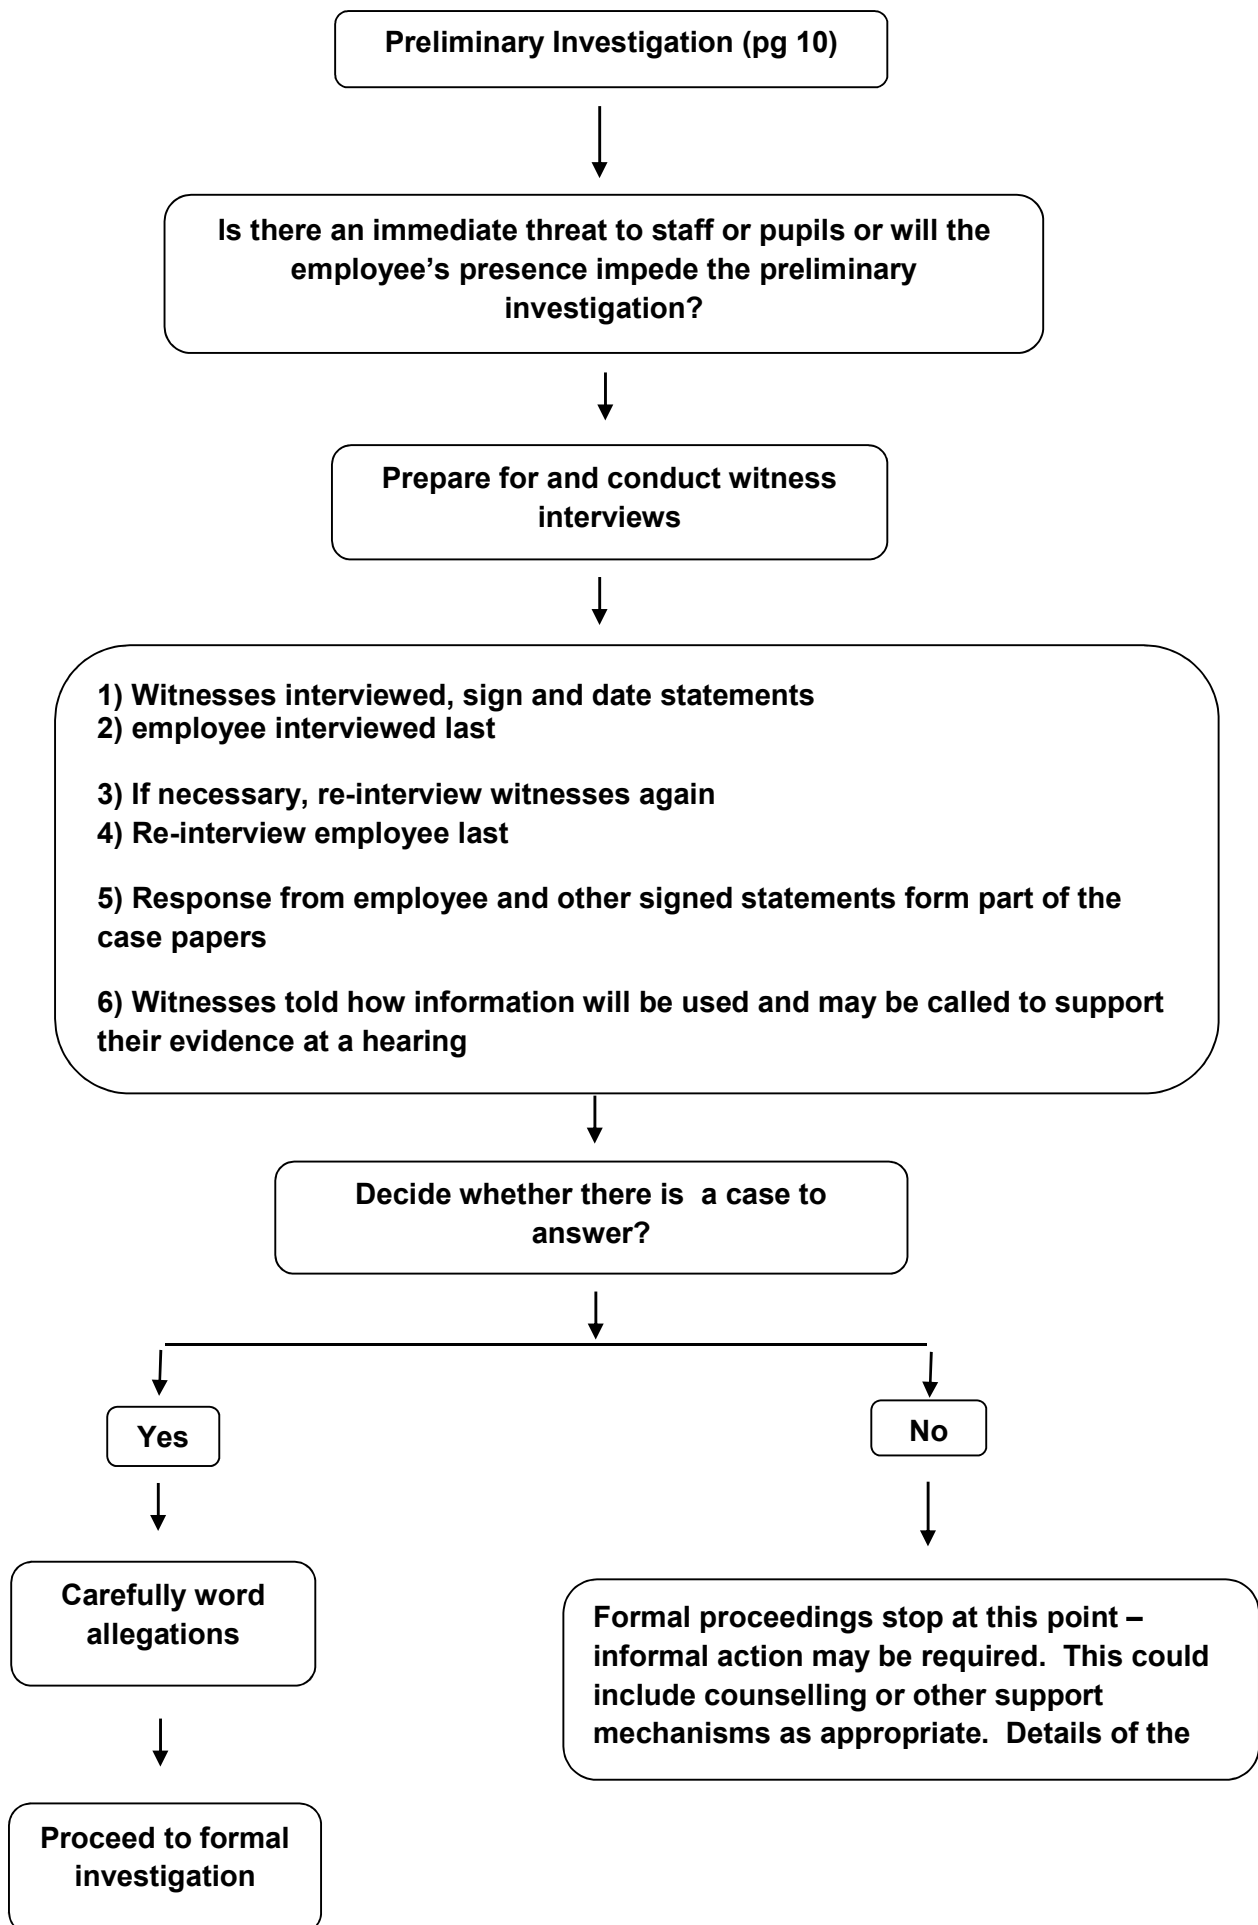 Preliminary Investigation (pg 10)
Is there an immediate threat to staff or pupils or will the
employee’s presence impede the preliminary
investigation?
Prepare for and conduct witness
interviews
1) Witnesses interviewed, sign and date statements
2) employee interviewed last
3) If necessary, re-interview witnesses again
4) Re-interview employee last
5) Response from employee and other signed statements form part of the
case papers
6) Witnesses told how information will be used and may be called to support
their evidence at a hearing
Decide whether there is  a case to
answer?
Yes
No
Carefully word
allegations
Formal proceedings stop at this point –
informal action may be required.  This could
include counselling or other support
mechanisms as appropriate.  Details of the
Proceed to formal
investigation